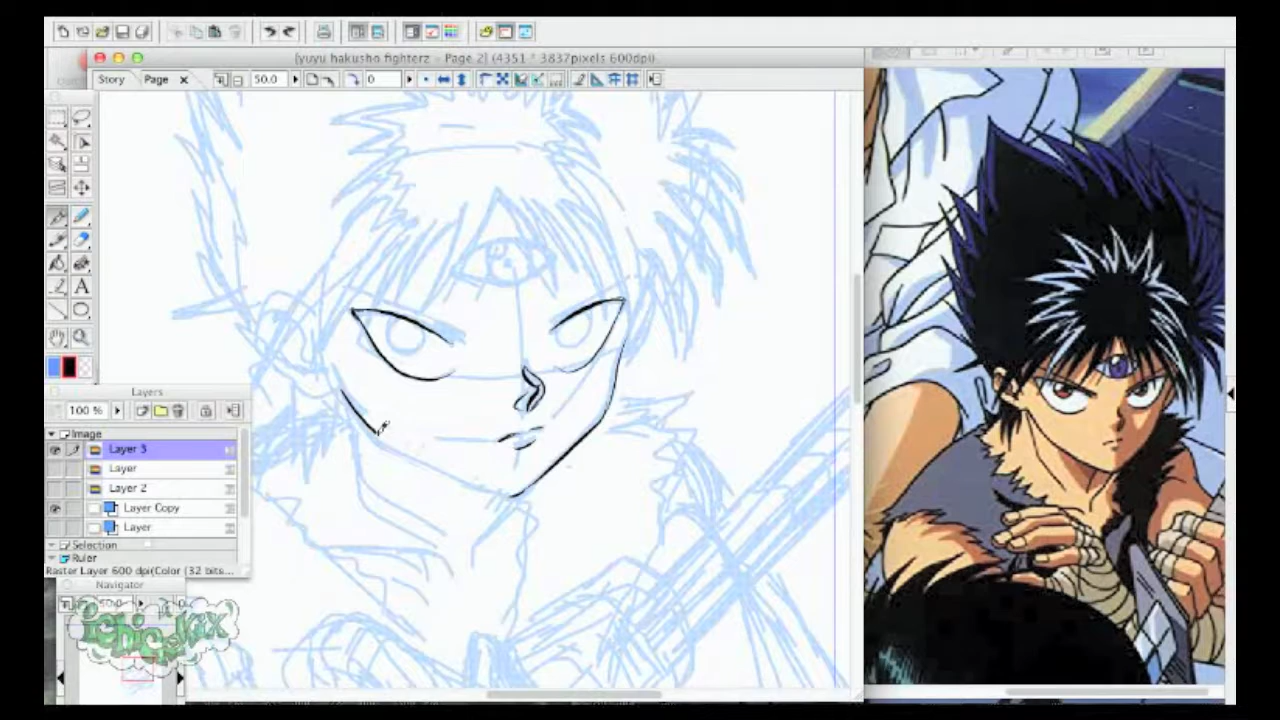 [yuyu hakusho fighterz - Page 2] (4351 * 3837pixels 600dpi)
Story Page 50.0 0
A
Layers
100 %
Image
Layer 3
Layer
Layer 2
Layer Copy
Layer
Selection
Ruler
Raster Layer 600 dpi(Color (32 bits...
Navigator